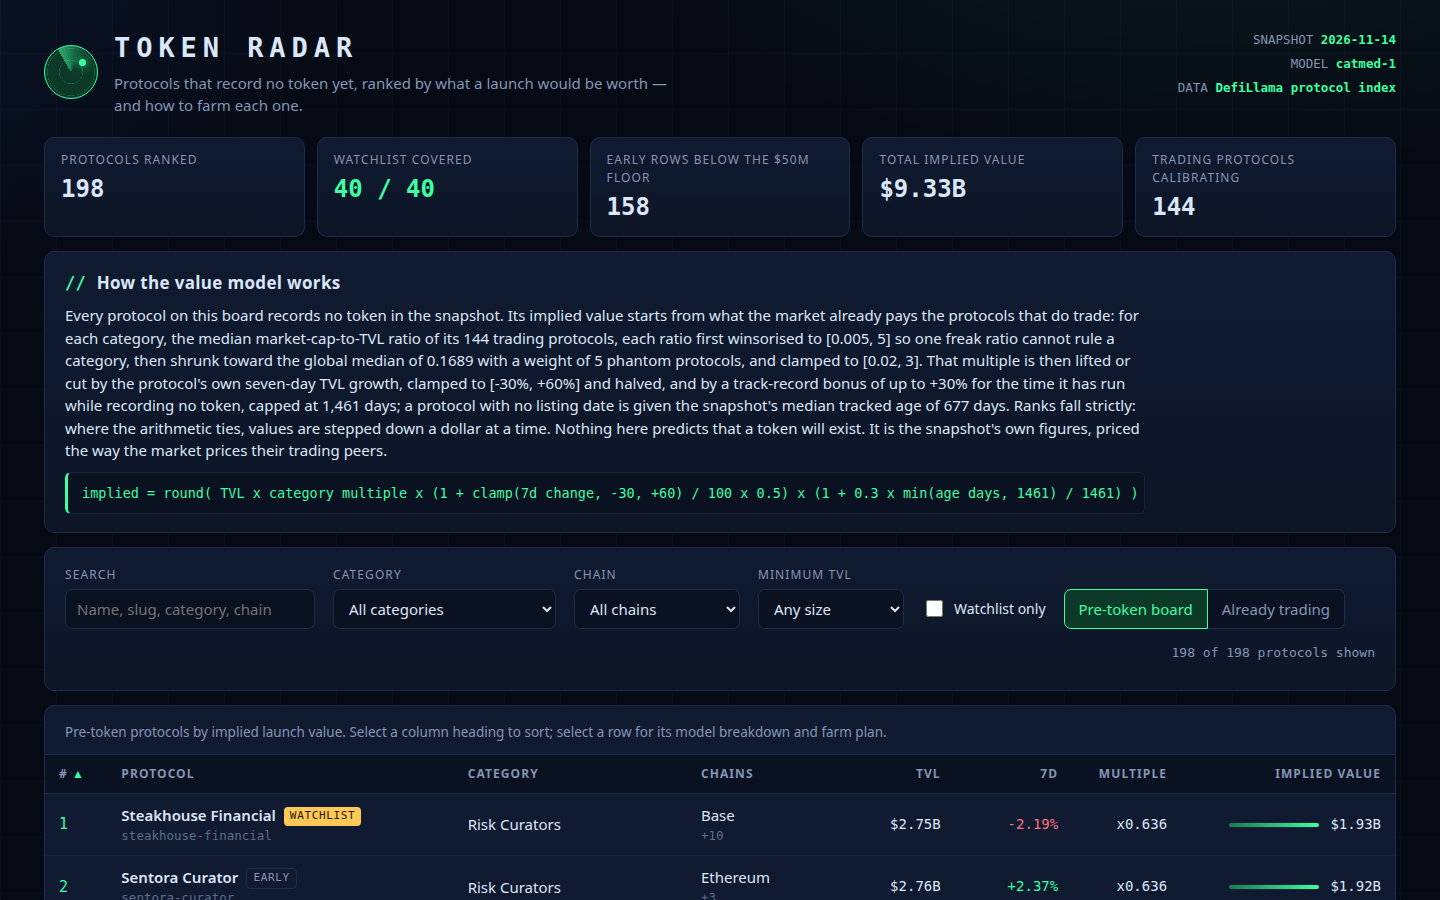 TOKEN RADAR
Protocols that record no token yet, ranked by what a launch would be worth —
and how to farm each one.
SNAPSHOT 2026-11-14
MODEL catmed-1
DATA DefiLlama protocol index
PROTOCOLS RANKED
198
WATCHLIST COVERED
40 / 40
EARLY ROWS BELOW THE $50M
FLOOR
158
TOTAL IMPLIED VALUE
$9.33B
TRADING PROTOCOLS
CALIBRATING
144
// How the value model works
Every protocol on this board records no token in the snapshot. Its implied value starts from what the market already pays the protocols that do trade: for
each category, the median market-cap-to-TVL ratio of its 144 trading protocols, each ratio first winsorised to [0.005, 5] so one freak ratio cannot rule a
category, then shrunk toward the global median of 0.1689 with a weight of 5 phantom protocols, and clamped to [0.02, 3]. That multiple is then lifted or
cut by the protocol's own seven-day TVL growth, clamped to [-30%, +60%] and halved, and by a track-record bonus of up to +30% for the time it has run
while recording no token, capped at 1,461 days; a protocol with no listing date is given the snapshot's median tracked age of 677 days. Ranks fall strictly:
where the arithmetic ties, values are stepped down a dollar at a time. Nothing here predicts that a token will exist. It is the snapshot's own figures, priced
the way the market prices their trading peers.
implied = round( TVL x category multiple x (1 + clamp(7d change, -30, +60) / 100 x 0.5) x (1 + 0.3 x min(age days, 1461) / 1461) )
SEARCH
Name, slug, category, chain
CATEGORY
All categories
CHAIN
All chains
MINIMUM TVL
Any size
Watchlist only
Pre-token board
Already trading
198 of 198 protocols shown
Pre-token protocols by implied launch value. Select a column heading to sort; select a row for its model breakdown and farm plan.
# ▲ PROTOCOL CATEGORY CHAINS TVL 7D MULTIPLE IMPLIED VALUE
1 Steakhouse Financial WATCHLIST Risk Curators Base $2.75B -2.19% x0.636 $1.93B
steakhouse-financial +10
2 Sentora Curator EARLY Risk Curators Ethereum $2.76B +2.37% x0.636 $1.92B
sentora-curator +3